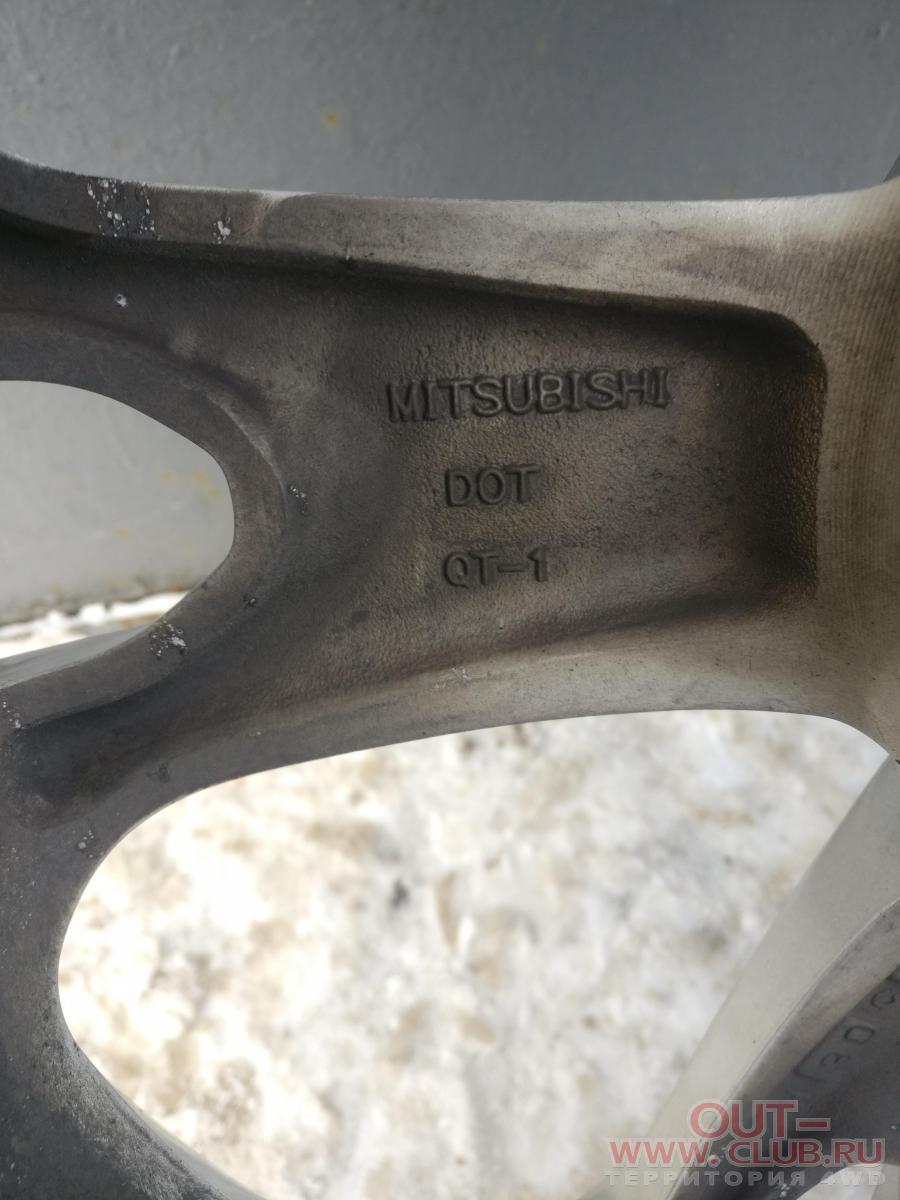 MITSUBISHI
DOT
QT-1
OUT-
WWW.CLUB.RU
ТЕРРИТОРИЯ 4WD